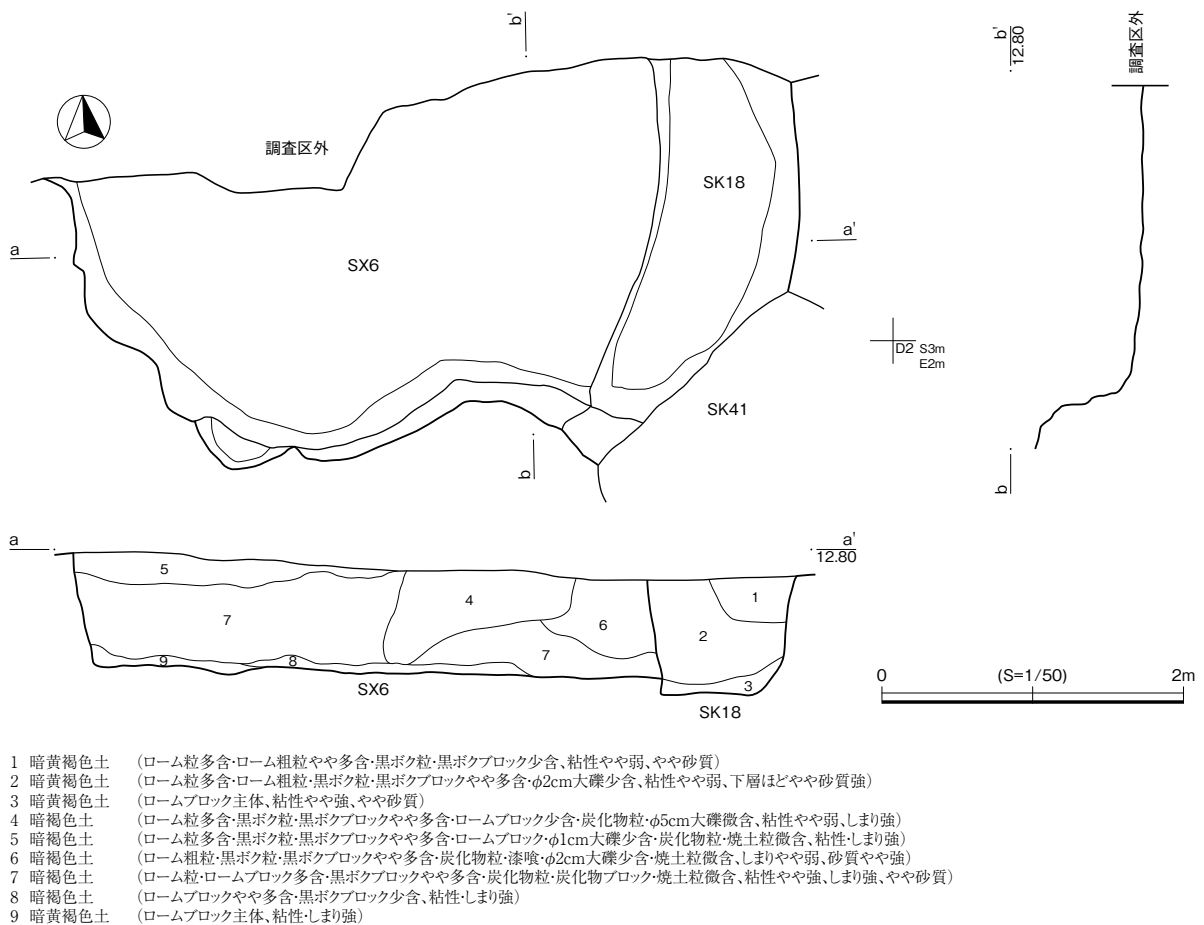 b'
b'
12.80
調査区外
調査区外
SK18
a
a'
SX6
D2 S3m
E2m
SK41
b
b
a
a'
12.80
5
4
1
7
6
2
7
9
8
3
SX6
SK18
0 (S=1/50) 2m
1 暗黄褐色土 (ローム粒多含・ローム粗粒やや多含・黒ボク粒・黒ボクブロック少含、粘性やや弱、やや砂質)
2 暗黄褐色土 (ローム粒多含・ローム粗粒・黒ボク粒・黒ボクブロックやや多含・φ2cm大礫少含、粘性やや弱、下層ほどやや砂質強)
3 暗黄褐色土 (ロームブロック主体、粘性やや強、やや砂質)
4 暗褐色土 (ローム粒多含・黒ボク粒・黒ボクブロックやや多含・ロームブロック少含・炭化物粒・φ5cm大礫微含、粘性やや弱、しまり強)
5 暗褐色土 (ローム粒多含・黒ボク粒・黒ボクブロックやや多含・ロームブロック・φ1cm大礫少含・炭化物粒・焼土粒微含、粘性・しまり強)
6 暗褐色土 (ローム粗粒・黒ボク粒・黒ボクブロックやや多含・炭化物粒・漆喰・φ2cm大礫少含・焼土粒微含、しまりやや弱、砂質やや強)
7 暗褐色土 (ローム粒・ロームブロック多含・黒ボクブロックやや多含・炭化物粒・炭化物ブロック・焼土粒微含、粘性やや強、しまり強、やや砂質)
8 暗褐色土 (ロームブロックやや多含・黒ボクブロック少含、粘性・しまり強)
9 暗黄褐色土 (ロームブロック主体、粘性・しまり強)